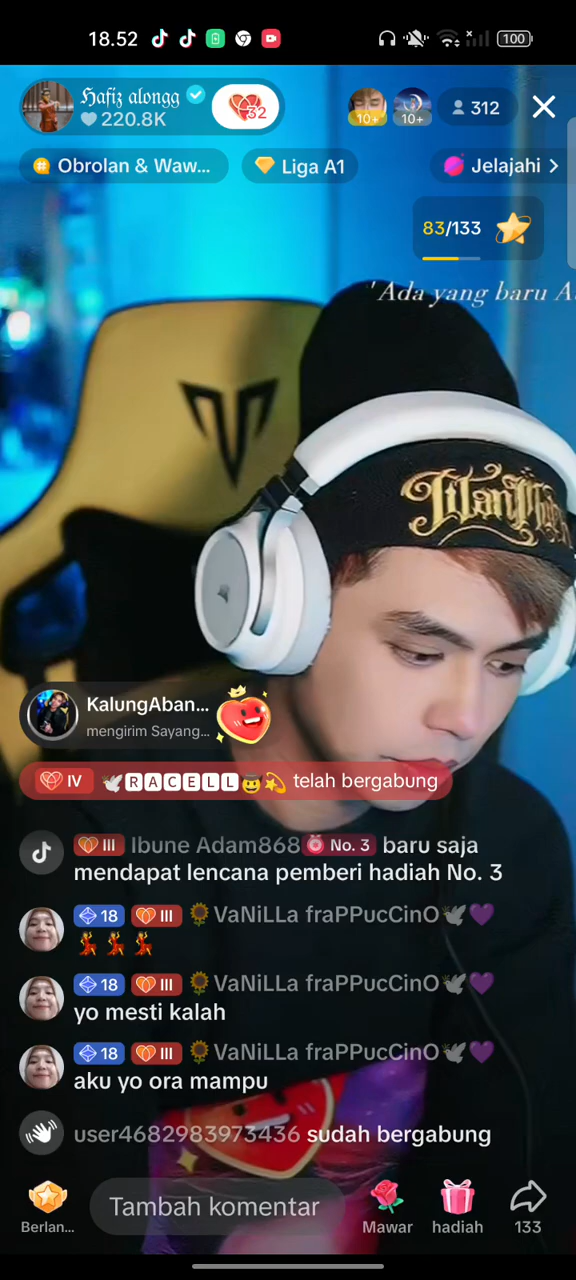 18.52
100
ℌafiz alongg
220.8K
32
10+
10+
312
Obrolan & Waw...
Liga A1
Jelajahi
83/133
'Ada yang baru
KalungAban...
mengirim Sayang...
IV 🕊️🆁🅰🅲🅴🅻🅻🤠💫 telah bergabung
III Ibune Adam868 No. 3 baru saja
mendapat lencana pemberi hadiah No. 3
18 III 🌻VaNiLLa fraPPucCinO🕊️💜
💃💃💃
18 III 🌻VaNiLLa fraPPucCinO🕊️💜
yo mesti kalah
18 III 🌻VaNiLLa fraPPucCinO🕊️💜
aku yo ora mampu
user4682983973436 sudah bergabung
Berlan...
Tambah komentar
Mawar
hadiah
133